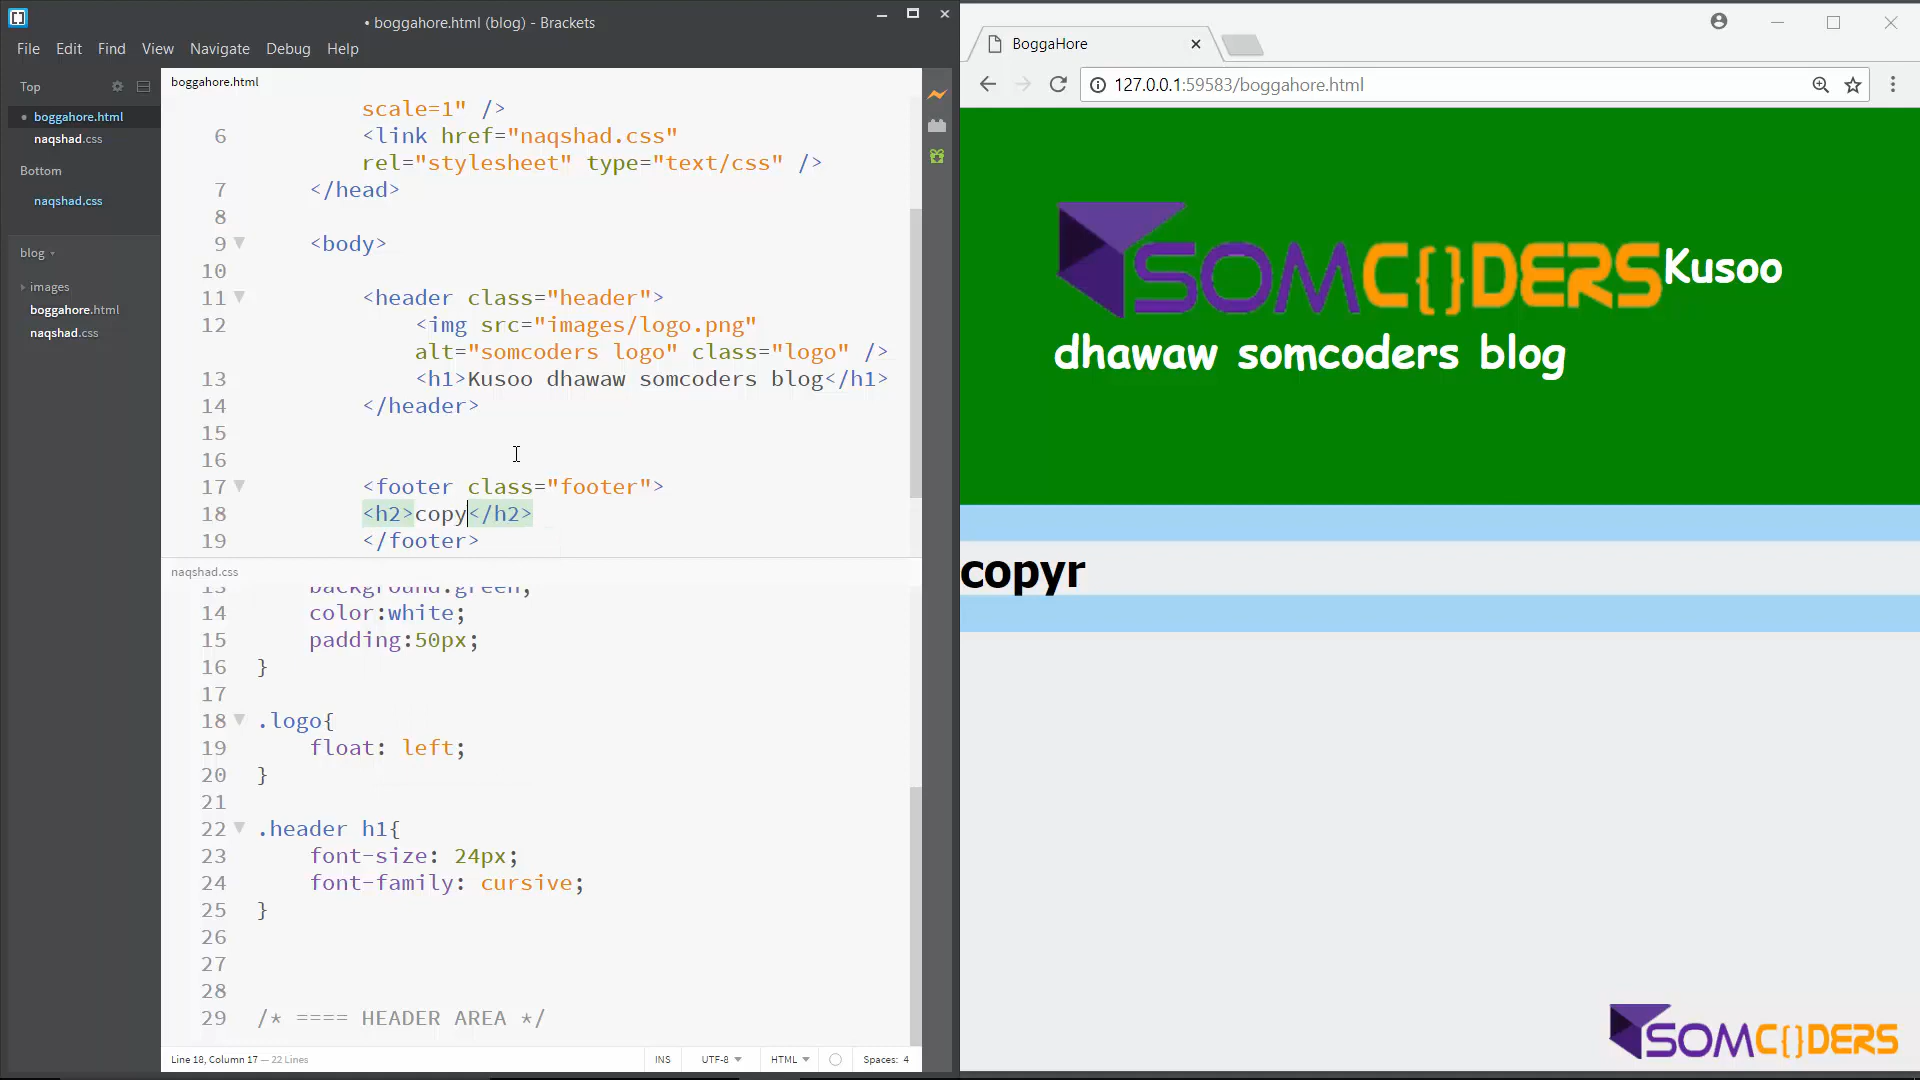 • boggahore.html (blog) - Brackets
File Edit Find View Navigate Debug Help
Top
• boggahore.html
naqshad.css
Bottom
naqshad.css
blog
images
boggahore.html
naqshad.css
boggahore.html
scale=1" />
6 <link href="naqshad.css"
rel="stylesheet" type="text/css" />
7 </head>
8
9 <body>
10
11 <header class="header">
12 <img src="images/logo.png"
alt="somcoders logo" class="logo" />
13 <h1>Kusoo dhawaw somcoders blog</h1>
14 </header>
15
16
17 <footer class="footer">
18 <h2>copy</h2>
19 </footer>
naqshad.css
13 background:green;
14 color:white;
15 padding:50px;
16 }
17
18 .logo{
19 float: left;
20 }
21
22 .header h1{
23 font-size: 24px;
24 font-family: cursive;
25 }
26
27
28
29 /* ==== HEADER AREA */
Line 18, Column 17 — 22 Lines
INS UTF-8 HTML Spaces: 4
BoggaHore
127.0.0.1:59583/boggahore.html
SOMC{}DERS Kusoo
dhawaw somcoders blog
copyr
SOMC{}DERS